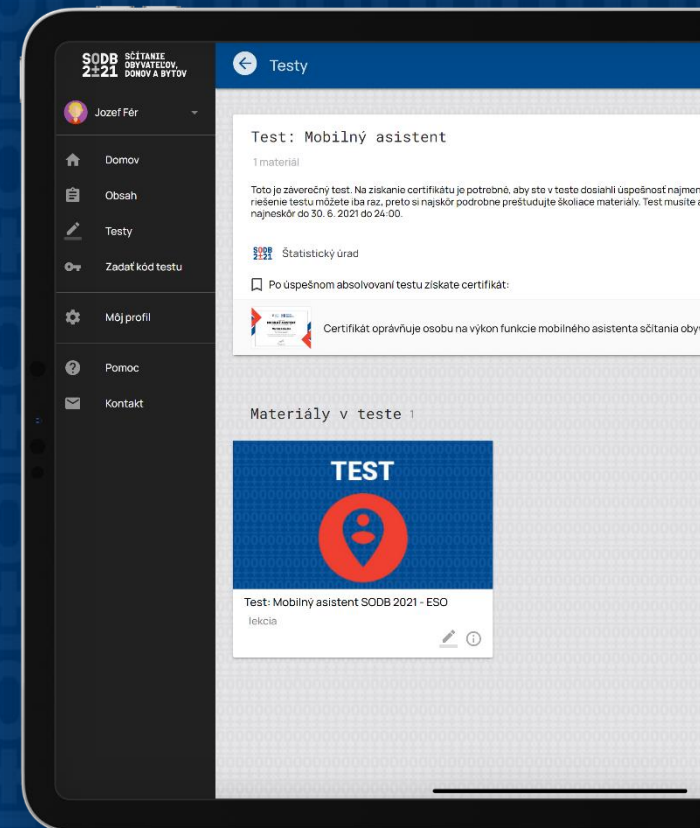 SODB SČÍTANIE
OBYVATEĽOV,
2021 DOMOV A BYTOV
Testy
Jozef Fér
Domov
Obsah
Testy
Zadať kód testu
Môj profil
Pomoc
Kontakt
Test: Mobilný asistent
1 materiál
Toto je záverečný test. Na získanie certifikátu je potrebné, aby ste v teste dosiahli úspešnosť najmen
riešenie testu môžete iba raz, preto si najskôr podrobne preštudujte školiace materiály. Test musíte a
najneskôr do 30. 6. 2021 do 24:00.
Štatistický úrad
Po úspešnom absolvovaní testu získate certifikát:
Certifikát oprávňuje osobu na výkon funkcie mobilného asistenta sčítania oby
Materiály v teste 1
TEST
Test: Mobilný asistent SODB 2021 - ESO
lekcia